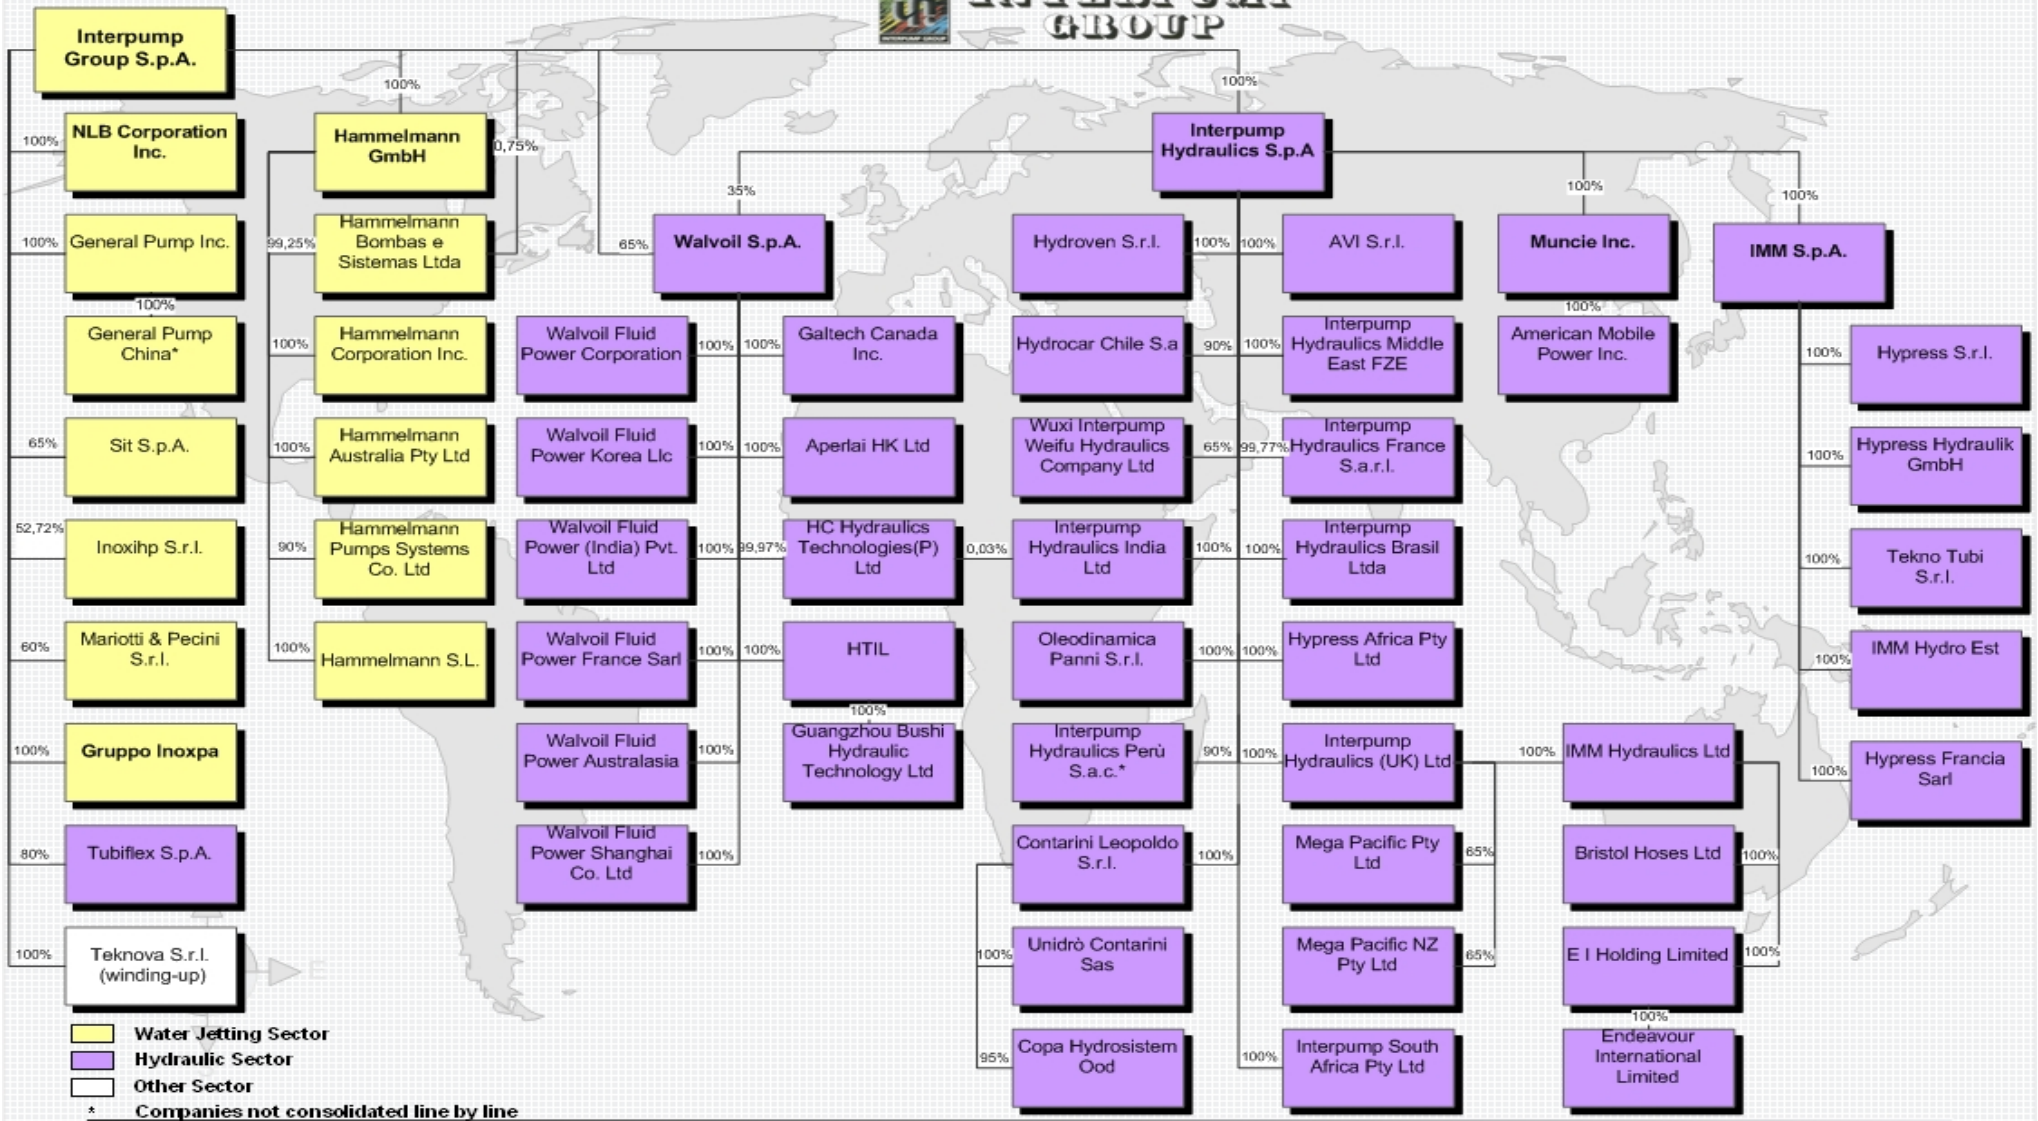 GROUP
INTERPUMP GROUP
Interpump
Group S.p.A.
100%
100%
100%
NLB Corporation
Inc.
Hammelmann
GmbH
0,75%
Interpump
Hydraulics S.p.A
35%
100%
100%
100%
General Pump Inc.
99,25%
Hammelmann
Bombas e
Sistemas Ltda
65%
Walvoil S.p.A.
Hydroven S.r.l.
100%
100%
AVI S.r.l.
Muncie Inc.
IMM S.p.A.
100%
100%
General Pump
China*
100%
Hammelmann
Corporation Inc.
Walvoil Fluid
Power Corporation
100%
100%
Galtech Canada
Inc.
Hydrocar Chile S.a
90%
100%
Interpump
Hydraulics Middle
East FZE
American Mobile
Power Inc.
100%
Hypress S.r.l.
65%
Sit S.p.A.
100%
Hammelmann
Australia Pty Ltd
Walvoil Fluid
Power Korea Llc
100%
100%
Aperlai HK Ltd
Wuxi Interpump
Weifu Hydraulics
Company Ltd
65%
99,77%
Interpump
Hydraulics France
S.a.r.l.
100%
Hypress Hydraulik
GmbH
52,72%
Inoxihp S.r.l.
90%
Hammelmann
Pumps Systems
Co. Ltd
Walvoil Fluid
Power (India) Pvt.
Ltd
100%
99,97%
HC Hydraulics
Technologies(P)
Ltd
0,03%
Interpump
Hydraulics India
Ltd
100%
100%
Interpump
Hydraulics Brasil
Ltda
100%
Tekno Tubi
S.r.l.
60%
Mariotti & Pecini
S.r.l.
100%
Hammelmann S.L.
Walvoil Fluid
Power France Sarl
100%
100%
HTIL
Oleodinamica
Panni S.r.l.
100%
100%
Hypress Africa Pty
Ltd
100%
IMM Hydro Est
100%
100%
Gruppo Inoxpa
Walvoil Fluid
Power Australasia
100%
Guangzhou Bushi
Hydraulic
Technology Ltd
Interpump
Hydraulics Perù
S.a.c.*
90%
100%
Interpump
Hydraulics (UK) Ltd
100%
IMM Hydraulics Ltd
100%
Hypress Francia
Sarl
80%
Tubiflex S.p.A.
Walvoil Fluid
Power Shanghai
Co. Ltd
100%
Contarini Leopoldo
S.r.l.
100%
Mega Pacific Pty
Ltd
65%
Bristol Hoses Ltd
100%
100%
Teknova S.r.l.
(winding-up)
100%
Unidrò Contarini
Sas
Mega Pacific NZ
Pty Ltd
65%
E I Holding Limited
100%
100%
95%
Copa Hydrosistem
Ood
100%
Interpump South
Africa Pty Ltd
Endeavour
International
Limited
Water Jetting Sector
Hydraulic Sector
Other Sector
* Companies not consolidated line by line